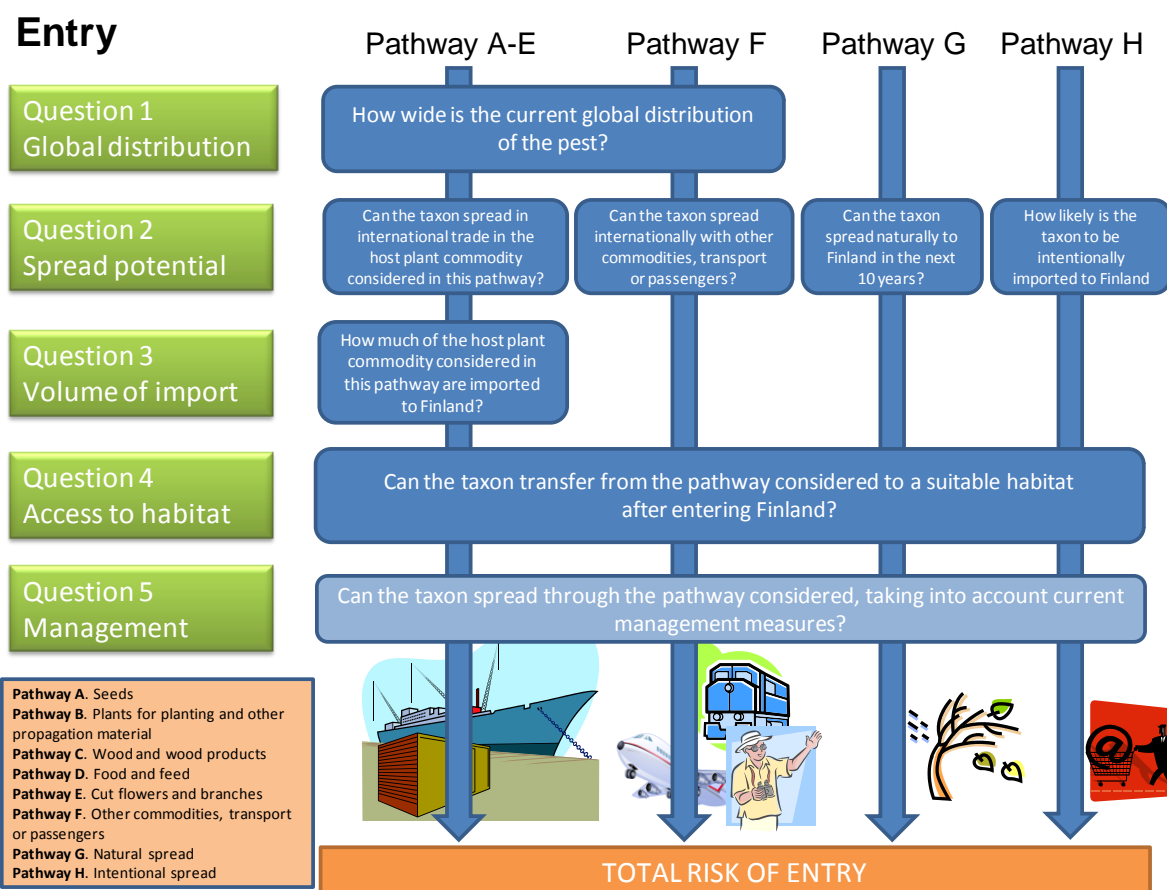 Entry
Pathway A-E
Pathway F
Pathway G
Pathway H
Question 1
Global distribution
How wide is the current global distribution
of the pest?
Question 2
Spread potential
Can the taxon spread in
international trade in the
host plant commodity
considered in this pathway?
Can the taxon spread
internationally with other
commodities, transport
or passengers?
Can the taxon
spread naturally to
Finland in the next
10 years?
How likely is the
taxon to be
intentionally
imported to Finland
Question 3
Volume of import
How much of the host plant
commodity considered in
this pathway are imported
to Finland?
Question 4
Access to habitat
Can the taxon transfer from the pathway considered to a suitable habitat
after entering Finland?
Question 5
Management
Can the taxon spread through the pathway considered, taking into account current
management measures?
Pathway A. Seeds
Pathway B. Plants for planting and other
propagation material
Pathway C. Wood and wood products
Pathway D. Food and feed
Pathway E. Cut flowers and branches
Pathway F. Other commodities, transport
or passengers
Pathway G. Natural spread
Pathway H. Intentional spread
@
TOTAL RISK OF ENTRY